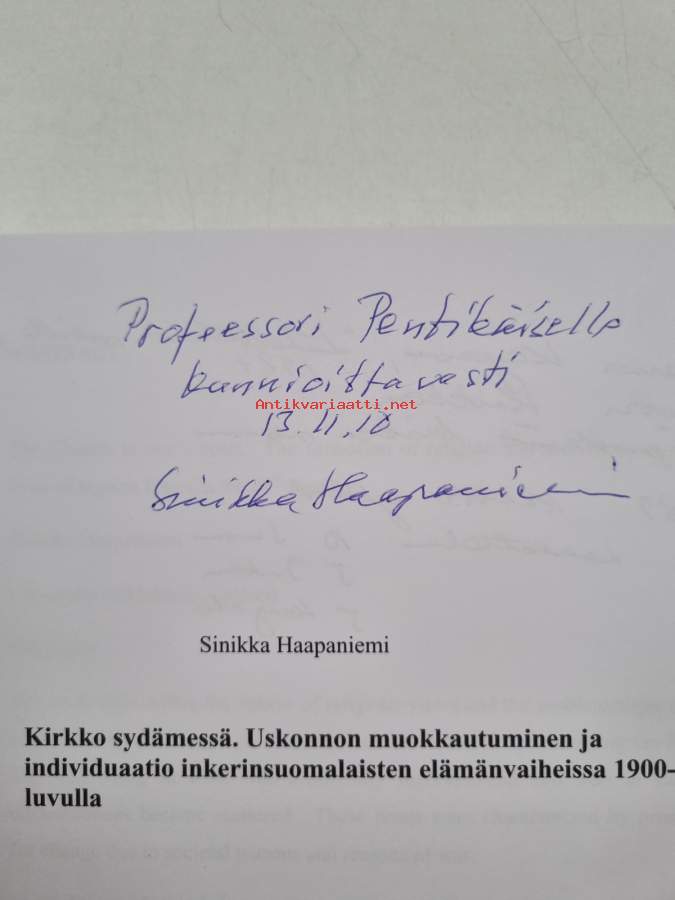 Professori Pentikäiselle
kunnioittavasti
Antikvariaatti.net
13.11.10
Sinikka Haapaniemi
Sinikka Haapaniemi
Kirkko sydämessä. Uskonnon muokkautuminen ja
individuaatio inkerinsuomalaisten elämänvaiheissa 1900-
luvulla